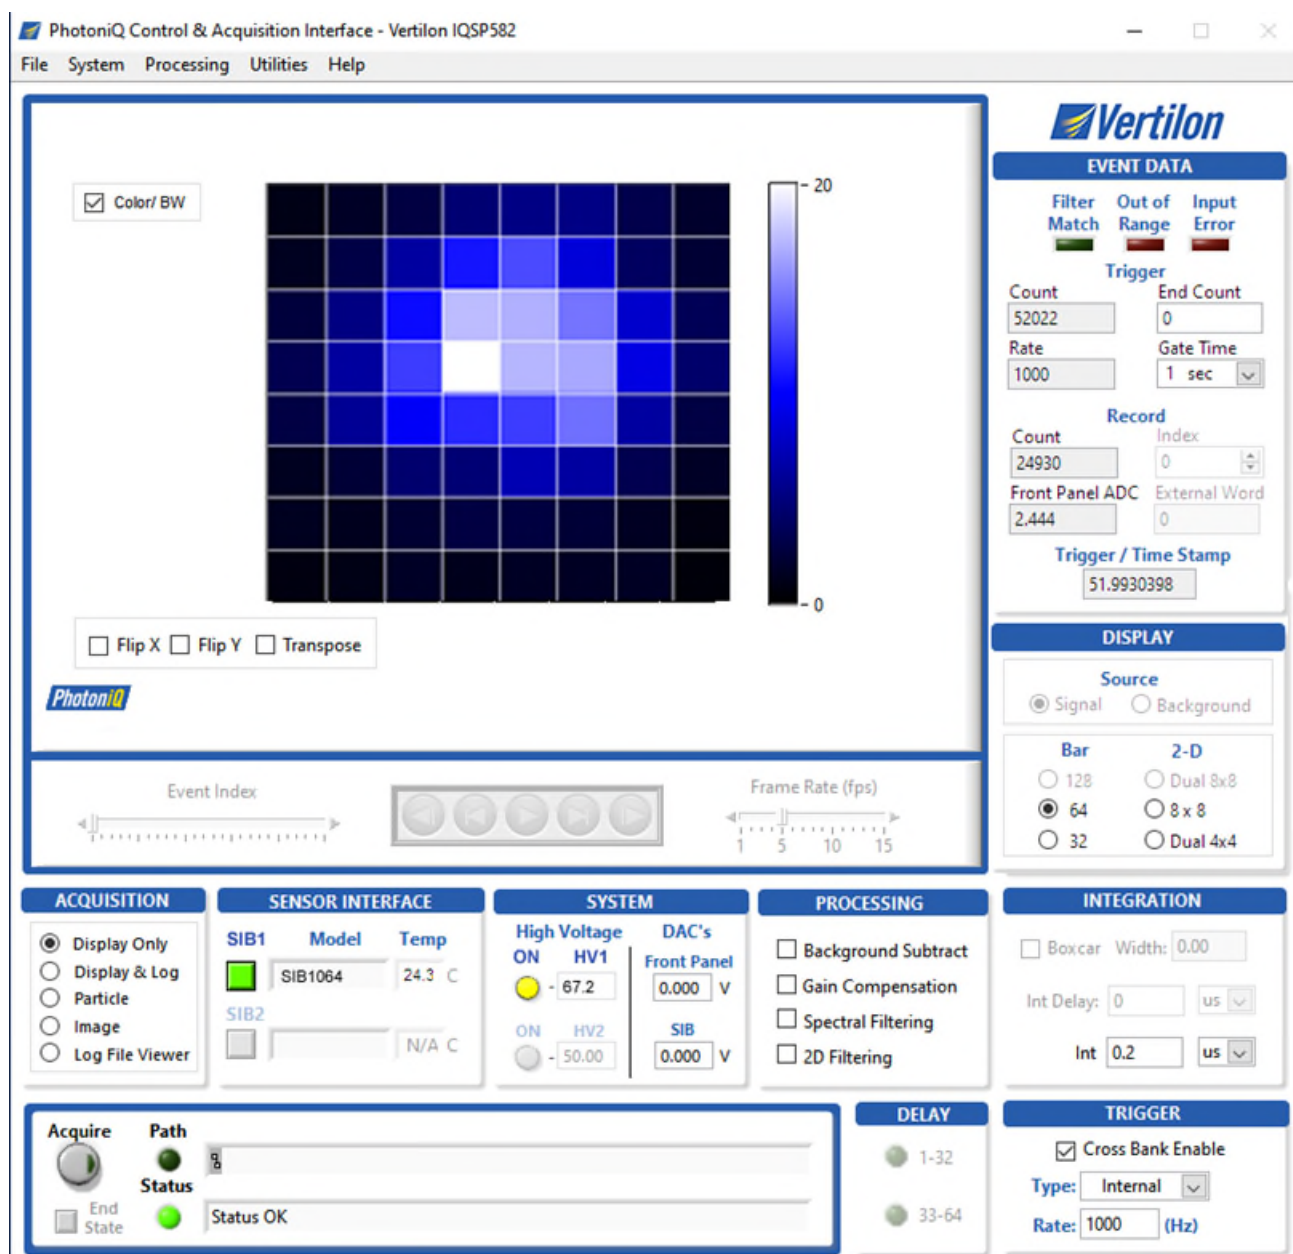 PhotoniQ Control & Acquisition Interface - Vertilon IQSP582
File System Processing Utilities Help
Color/ BW
20
0
Flip X Flip Y Transpose
PhotoniQ
Event Index
Frame Rate (fps)
1 5 10 15
Vertilon
EVENT DATA
Filter Match
Out of Range
Input Error
Trigger
Count End Count
52022 0
Rate Gate Time
1000 1 sec
Record
Count Index
24930 0
Front Panel ADC External Word
2.444 0
Trigger / Time Stamp
51.9930398
DISPLAY
Source
Signal Background
Bar 2-D
128 Dual 8x8
64 8 x 8
32 Dual 4x4
ACQUISITION
Display Only
Display & Log
Particle
Image
Log File Viewer
SENSOR INTERFACE
SIB1 Model Temp
SIB1064 24.3 C
SIB2
N/A C
SYSTEM
High Voltage DAC's
ON HV1 Front Panel
- 67.2 0.000 V
ON HV2 SIB
- 50.00 0.000 V
PROCESSING
Background Subtract
Gain Compensation
Spectral Filtering
2D Filtering
INTEGRATION
Boxcar Width: 0.00
Int Delay: 0 us
Int 0.2 us
Acquire Path
Status
End State
Status OK
DELAY
1-32
33-64
TRIGGER
Cross Bank Enable
Type: Internal
Rate: 1000 (Hz)